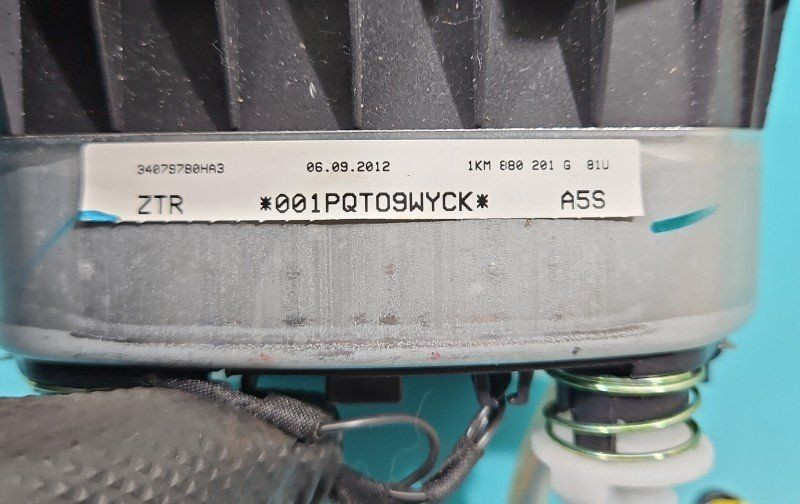 34079780HA3 06.09.2012 1KM 880 201 G 81U
ZTR *001PQT09WYCK* A5S